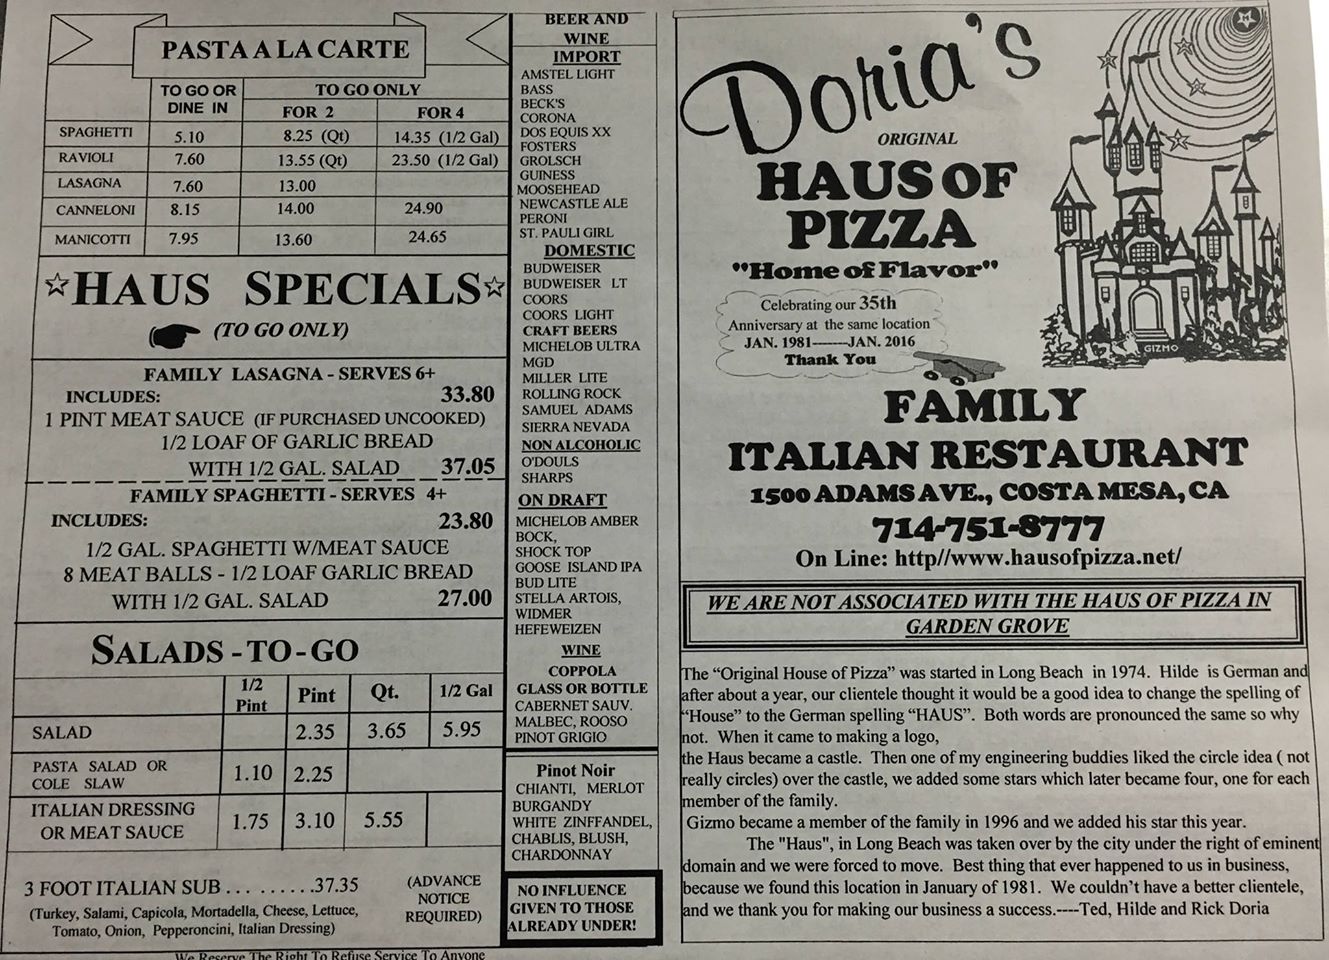 PASTA A LA CARTE
TO GO OR DINE IN TO GO ONLY
FOR 2 FOR 4
SPAGHETTI 5.10 8.25 (Qt) 14.35 (1/2 Gal)
RAVIOLI 7.60 13.55 (Qt) 23.50 (1/2 Gal)
LASAGNA 7.60 13.00
CANNELONI 8.15 14.00 24.90
MANICOTTI 7.95 13.60 24.65
HAUS SPECIALS
(TO GO ONLY)
FAMILY LASAGNA - SERVES 6+
INCLUDES: 33.80
1 PINT MEAT SAUCE (IF PURCHASED UNCOOKED)
1/2 LOAF OF GARLIC BREAD
WITH 1/2 GAL. SALAD 37.05
FAMILY SPAGHETTI - SERVES 4+
INCLUDES: 23.80
1/2 GAL. SPAGHETTI W/MEAT SAUCE
8 MEAT BALLS - 1/2 LOAF GARLIC BREAD
WITH 1/2 GAL. SALAD 27.00
SALADS - TO - GO
1/2 Pint Pint Qt. 1/2 Gal
SALAD 2.35 3.65 5.95
PASTA SALAD OR
COLE SLAW 1.10 2.25
ITALIAN DRESSING
OR MEAT SAUCE 1.75 3.10 5.55
3 FOOT ITALIAN SUB . . . . . . . . . .37.35 (ADVANCE
NOTICE
REQUIRED)
(Turkey, Salami, Capicola, Mortadella, Cheese, Lettuce,
Tomato, Onion, Pepperoncini, Italian Dressing)
We Reserve The Right To Refuse Service To Anyone
BEER AND
WINE
IMPORT
AMSTEL LIGHT
BASS
BECK'S
CORONA
DOS EQUIS XX
FOSTERS
GROLSCH
GUINESS
MOOSEHEAD
NEWCASTLE ALE
PERONI
ST. PAULI GIRL
DOMESTIC
BUDWEISER
BUDWEISER LT
COORS
COORS LIGHT
CRAFT BEERS
MICHELOB ULTRA
MGD
MILLER LITE
ROLLING ROCK
SAMUEL ADAMS
SIERRA NEVADA
NON ALCOHOLIC
O'DOULS
SHARPS
ON DRAFT
MICHELOB AMBER
BOCK,
SHOCK TOP
GOOSE ISLAND IPA
BUD LITE
STELLA ARTOIS,
WIDMER
HEFEWEIZEN
WINE
COPPOLA
GLASS OR BOTTLE
CABERNET SAUV.
MALBEC, ROOSO
PINOT GRIGIO
Pinot Noir
CHIANTI, MERLOT
BURGANDY
WHITE ZINFFANDEL,
CHABLIS, BLUSH,
CHARDONNAY
NO INFLUENCE
GIVEN TO THOSE
ALREADY UNDER!
Doria's
ORIGINAL
HAUS OF
PIZZA
"Home of Flavor"
Celebrating our 35th
Anniversary at the same location
JAN. 1981-------JAN. 2016
Thank You
GIZMO
FAMILY
ITALIAN RESTAURANT
1500 ADAMS AVE., COSTA MESA, CA
714-751-8777
On Line: http//www.hausofpizza.net/
WE ARE NOT ASSOCIATED WITH THE HAUS OF PIZZA IN
GARDEN GROVE
The "Original House of Pizza" was started in Long Beach in 1974. Hilde is German and
after about a year, our clientele thought it would be a good idea to change the spelling of
"House" to the German spelling "HAUS". Both words are pronounced the same so why
not. When it came to making a logo,
the Haus became a castle. Then one of my engineering buddies liked the circle idea ( not
really circles) over the castle, we added some stars which later became four, one for each
member of the family.
Gizmo became a member of the family in 1996 and we added his star this year.
The "Haus", in Long Beach was taken over by the city under the right of eminent
domain and we were forced to move. Best thing that ever happened to us in business,
because we found this location in January of 1981. We couldn't have a better clientele,
and we thank you for making our business a success.----Ted, Hilde and Rick Doria